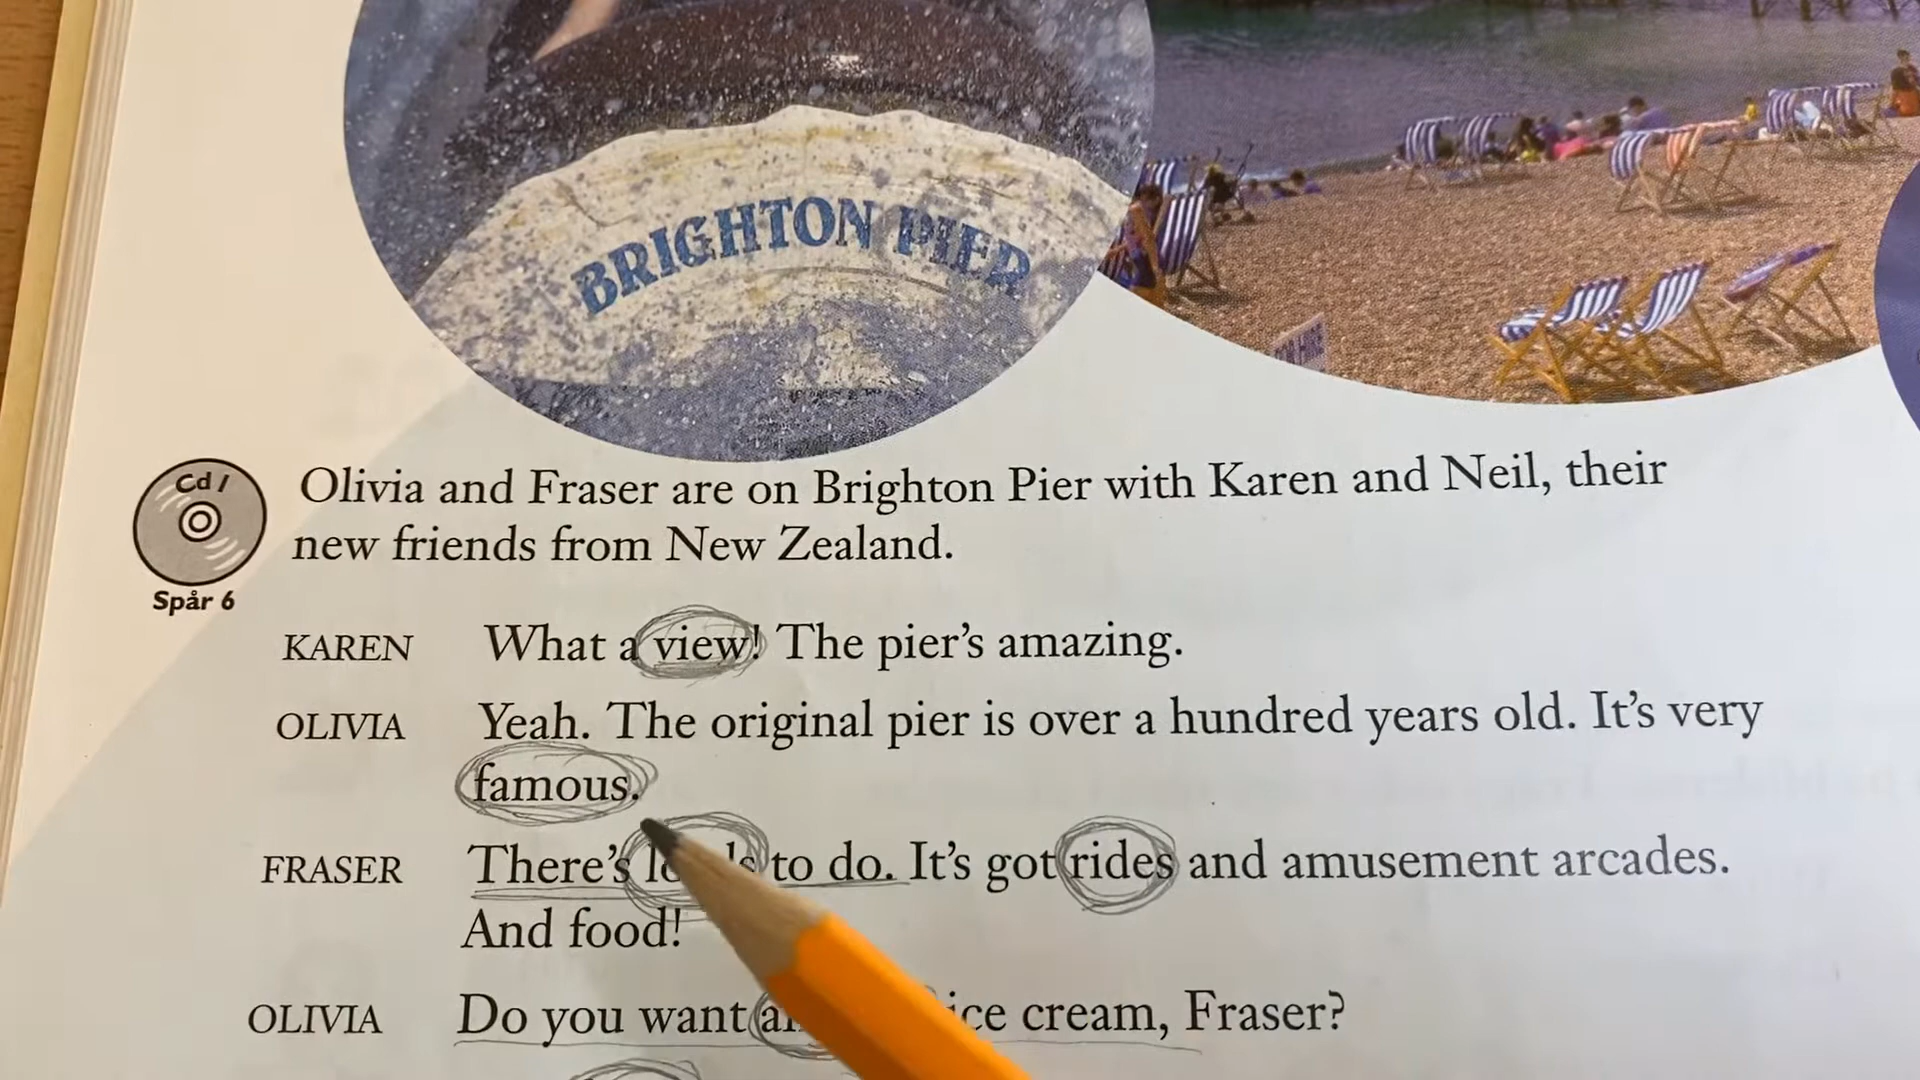 BRIGHTON PIER
Cd 1
Spår 6
Olivia and Fraser are on Brighton Pier with Karen and Neil, their
new friends from New Zealand.
KAREN What a view! The pier's amazing.
OLIVIA Yeah. The original pier is over a hundred years old. It's very
famous.
FRASER There's to do. It's got rides and amusement arcades.
And food!
OLIVIA Do you want ice cream, Fraser?